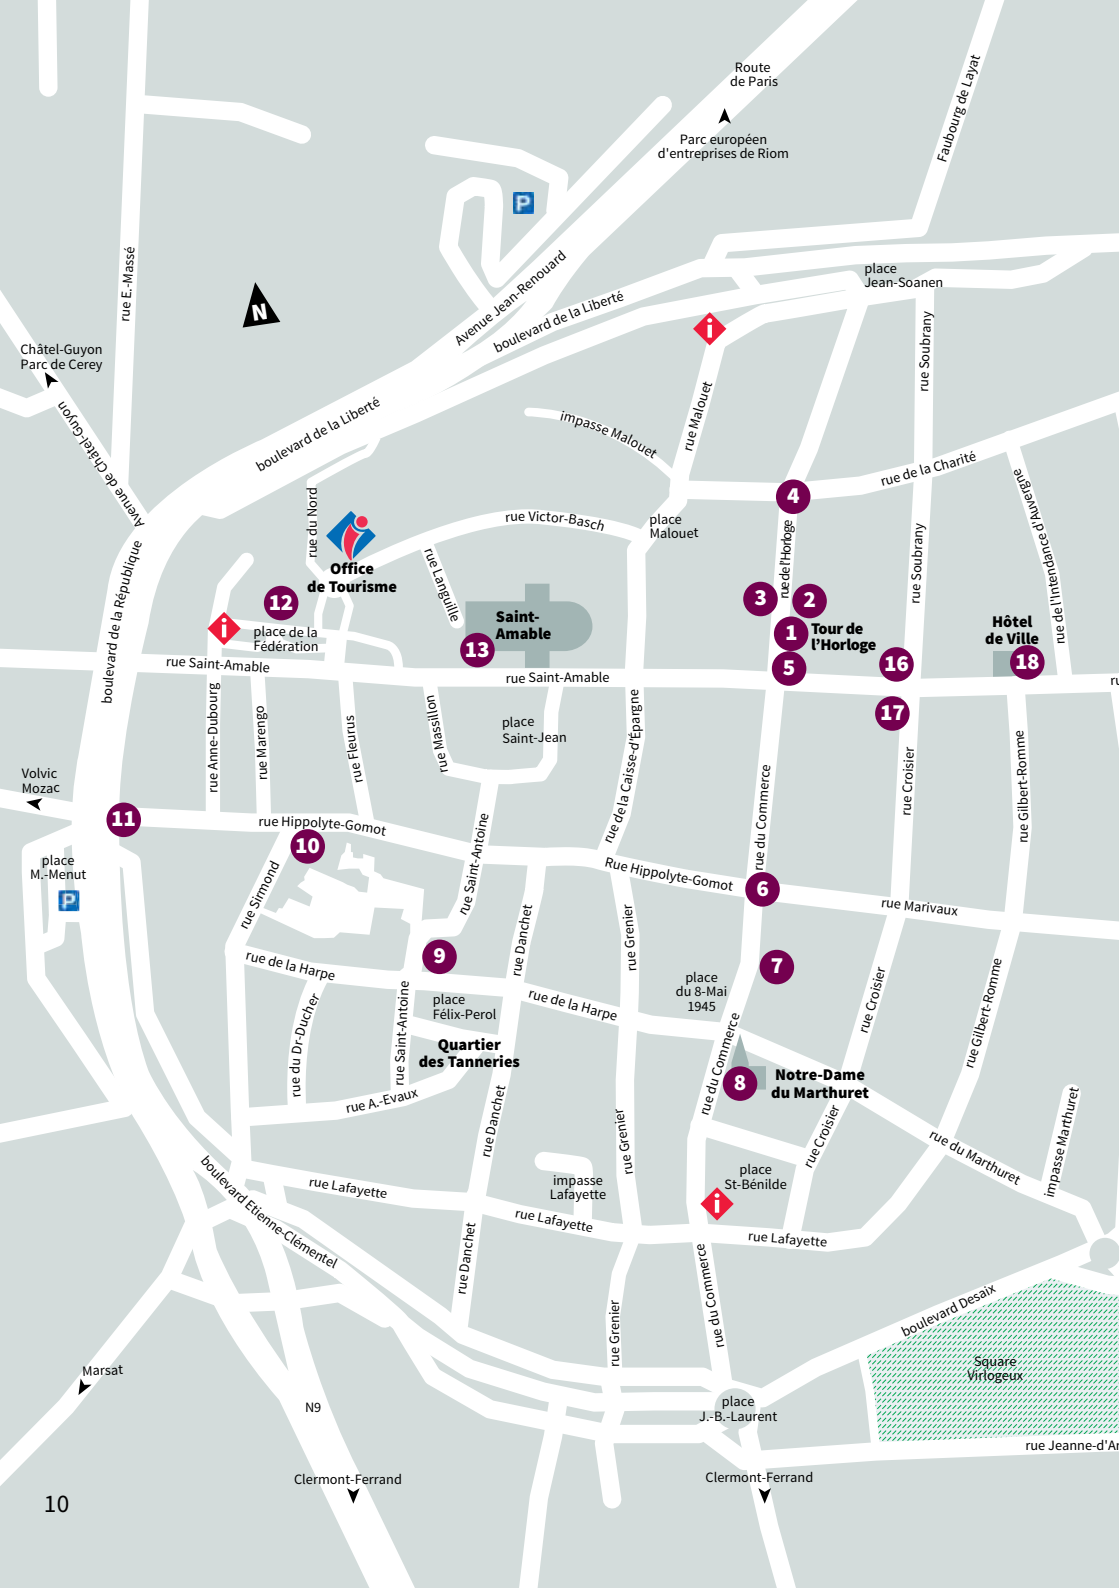 Route
de Paris
Parc européen
d'entreprises de Riom
Faubourg de Layat
P
rue E.-Massé
N
Avenue Jean-Renouard
boulevard de la Liberté
place
Jean-Soanen
i
rue Soubrany
Châtel-Guyon
Parc de Cerey
Avenue de Châtel-Guyon
boulevard de la Liberté
impasse Malouet
rue Malouet
rue de la Charité
4
rue du Nord
rue Victor-Basch
place
Malouet
rue de l'Horloge
rue Soubrany
rue de l'Intendance d'Auvergne
boulevard de la République
Office
de Tourisme
rue Languille
12
3
2
i
place de la
Fédération
Saint-
Amable
13
1
Tour de
l'Horloge
5
16
Hôtel
de Ville
18
rue Saint-Amable
rue Saint-Amable
ru
17
rue Anne-Dubourg
rue Marengo
rue Fleurus
rue Massillon
place
Saint-Jean
rue de la Caisse-d'Épargne
rue du Commerce
rue Croisier
rue Gilbert-Romme
Volvic
Mozac
11
rue Hippolyte-Gomot
10
rue Saint-Antoine
Rue Hippolyte-Gomot
6
rue Marivaux
place
M.-Menut
P
rue Sirmond
rue de la Harpe
9
rue Danchet
rue Grenier
7
place
du 8-Mai
1945
rue de la Harpe
place
Félix-Perol
rue Croisier
rue Gilbert-Romme
rue du Dr-Ducher
rue Saint-Antoine
Quartier
des Tanneries
rue du Commerce
8
Notre-Dame
du Marthuret
rue A.-Evaux
rue Danchet
rue Grenier
rue Croisier
rue du Marthuret
impasse Marthuret
boulevard Etienne-Clémentel
rue Lafayette
impasse
Lafayette
place
St-Bénilde
i
rue Lafayette
rue Lafayette
rue Danchet
rue Grenier
rue du Commerce
boulevard Desaix
Square
Virlogeux
Marsat
N9
place
J.-B.-Laurent
rue Jeanne-d'Ar
Clermont-Ferrand
Clermont-Ferrand
10